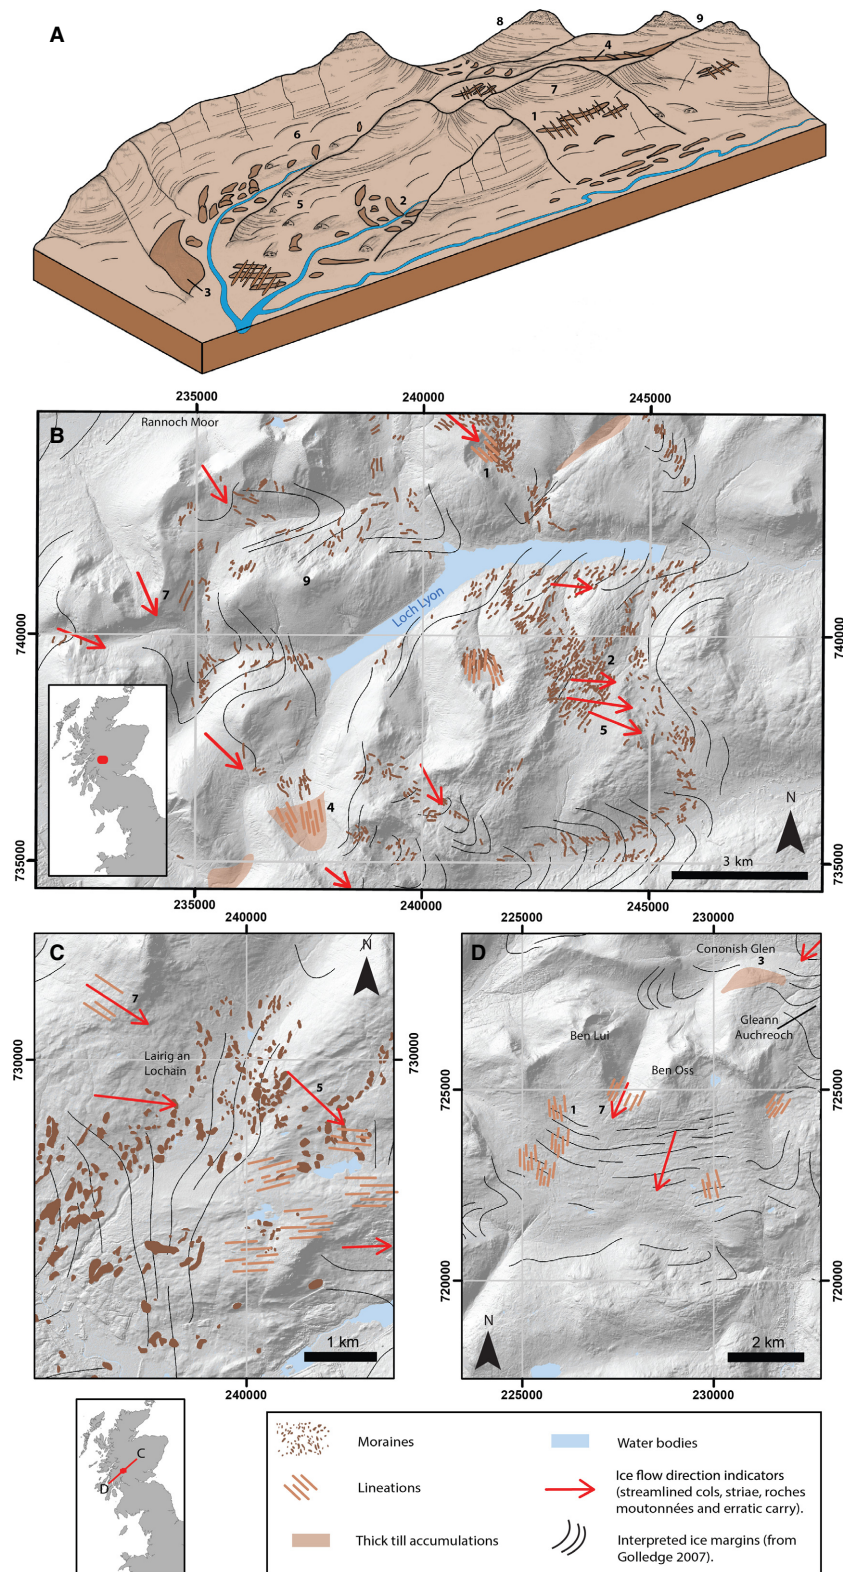 A
8
9
4
7
1
6
2
5
3
235000
240000
245000
B
Rannoch Moor
1
7
9
Loch Lyon
740000
740000
2
5
4
N
3 km
735000
735000
235000
240000
245000
240000
225000
230000
C
N
D
Cononish Glen
3
7
Gleann
Auchreoch
Ben Lui
730000
730000
Lairig an
Lochain
Ben Oss
5
725000
725000
1
7
720000
720000
N
1 km
2 km
240000
225000
230000
C
D
Moraines
Water bodies
Lineations
Ice flow direction indicators
(streamlined cols, striae, roches
moutonnées and erratic carry).
Thick till accumulations
Interpreted ice margins (from
Golledge 2007).